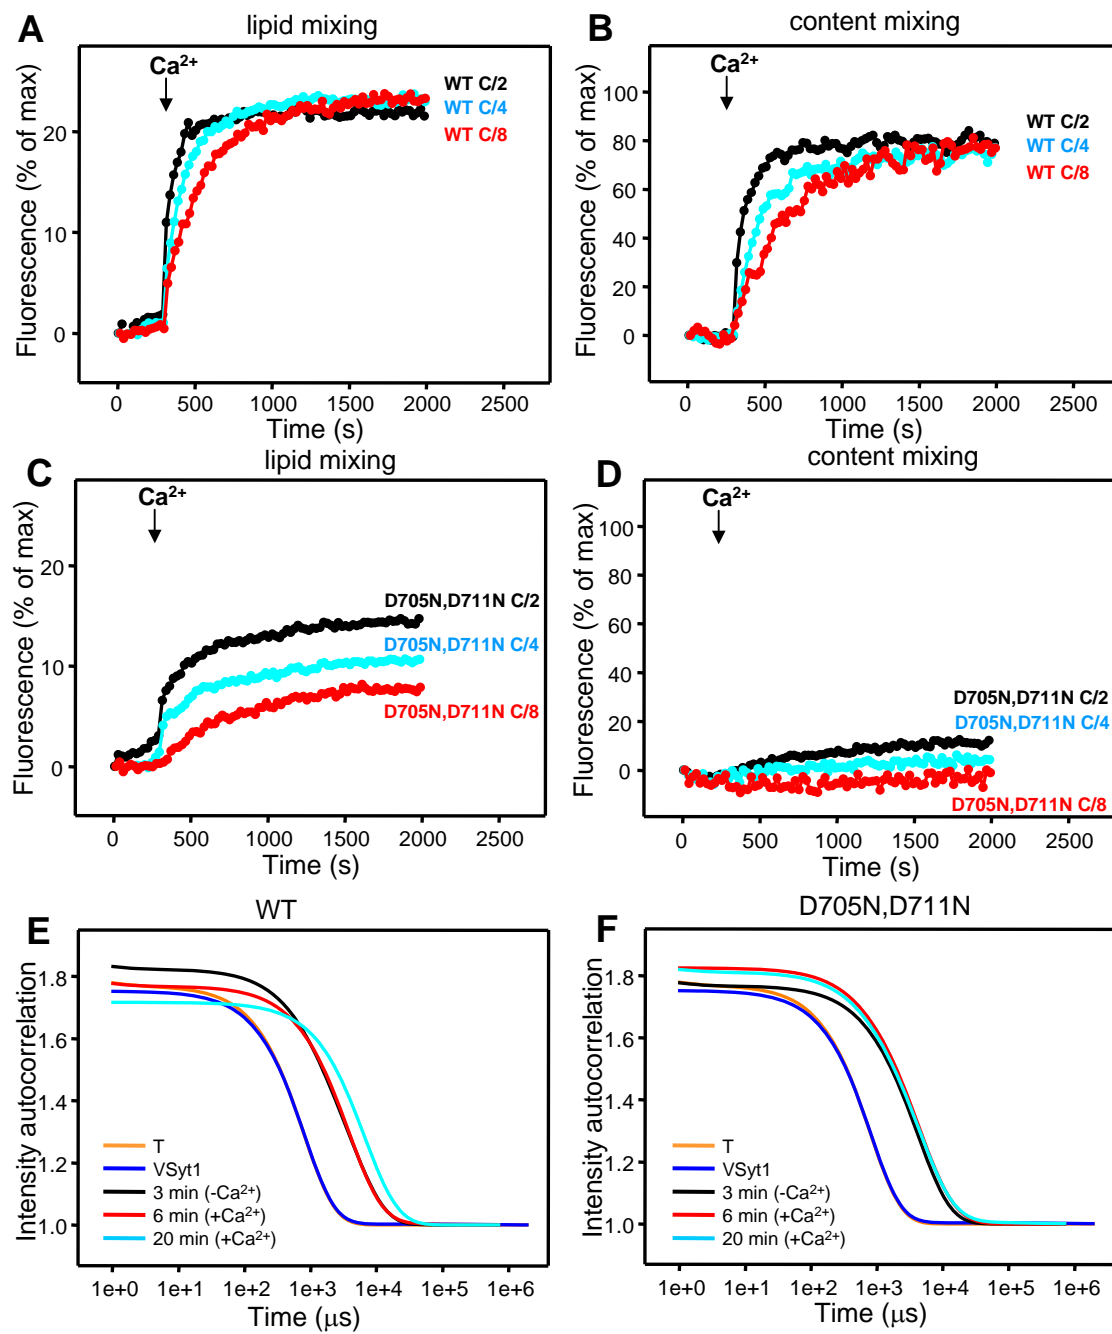 A
lipid mixing
Ca²⁺
WT C/2
WT C/4
WT C/8
Fluorescence (% of max)
20
10
0
0 500 1000 1500 2000 2500
Time (s)
B
content mixing
Ca²⁺
WT C/2
WT C/4
WT C/8
Fluorescence (% of max)
100
80
60
40
20
0
0 500 1000 1500 2000 2500
Time (s)
C
lipid mixing
Ca²⁺
D705N,D711N C/2
D705N,D711N C/4
D705N,D711N C/8
Fluorescence (% of max)
20
10
0
0 500 1000 1500 2000 2500
Time (s)
D
content mixing
Ca²⁺
D705N,D711N C/2
D705N,D711N C/4
D705N,D711N C/8
Fluorescence (% of max)
100
80
60
40
20
0
0 500 1000 1500 2000 2500
Time (s)
E
WT
Intensity autocorrelation
1.8
1.6
1.4
1.2
1.0
T
VSyt1
3 min (-Ca²⁺)
6 min (+Ca²⁺)
20 min (+Ca²⁺)
1e+0 1e+1 1e+2 1e+3 1e+4 1e+5 1e+6
Time (μs)
F
D705N,D711N
Intensity autocorrelation
1.8
1.6
1.4
1.2
1.0
T
VSyt1
3 min (-Ca²⁺)
6 min (+Ca²⁺)
20 min (+Ca²⁺)
1e+0 1e+1 1e+2 1e+3 1e+4 1e+5 1e+6
Time (μs)